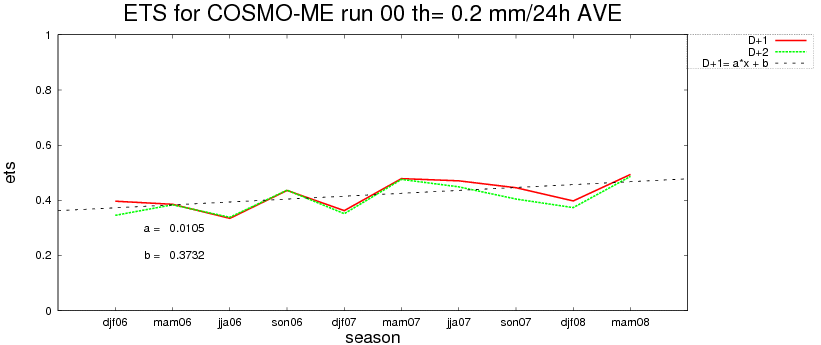 ETS for COSMO-ME run 00 th= 0.2 mm/24h AVE
D+1
D+2
D+1= a*x + b
1
0.8
0.6
0.4
0.2
0
ets
a = 0.0105
b = 0.3732
djf06 mam06 jja06 son06 djf07 mam07 jja07 son07 djf08 mam08
season